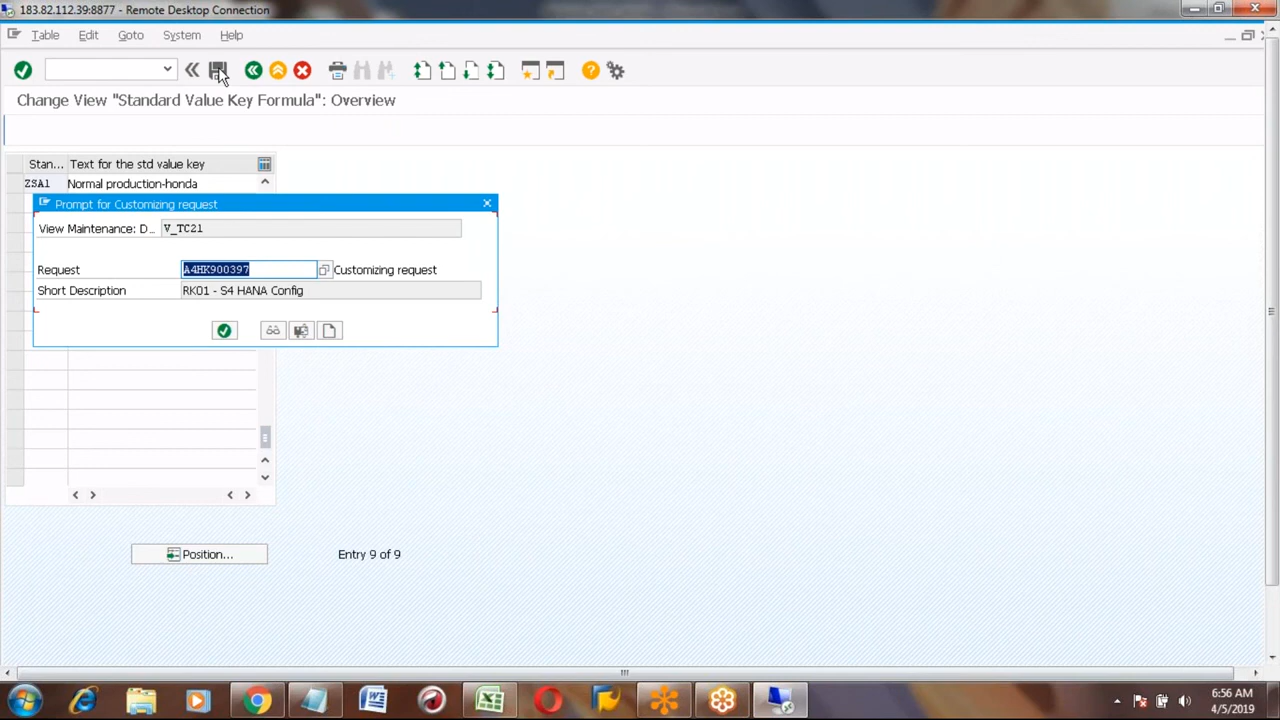 183.82.112.39:8877 - Remote Desktop Connection
Table Edit Goto System Help
Change View "Standard Value Key Formula": Overview
Stan... Text for the std value key
ZSA1 Normal production-honda
Prompt for Customizing request
View Maintenance: D... V_TC21
Request A4HK900397 Customizing request
Short Description RK01 - S4 HANA Config
Position... Entry 9 of 9
6:56 AM
4/5/2019